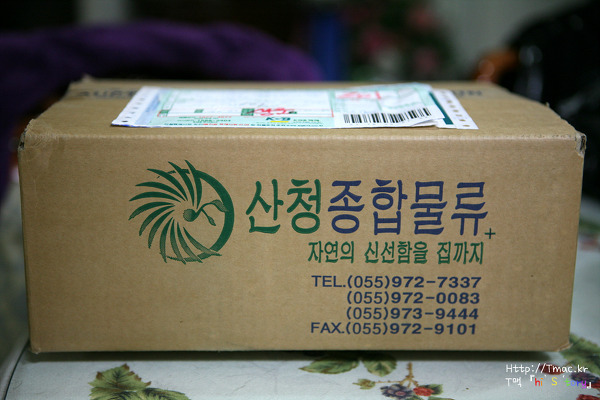 산청종합물류+
자연의 신선함을 집까지
TEL.(055)972-7337
(055)972-0083
(055)973-9444
FAX.(055)972-9101
Http://Tmac.kr